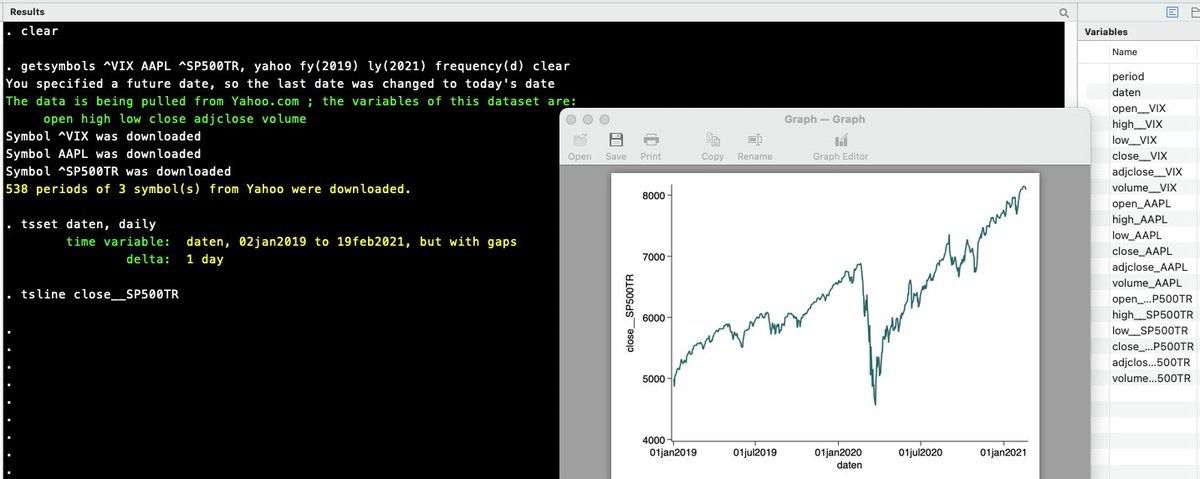 Results
. clear
. getsymbols ^VIX AAPL ^SP500TR, yahoo fy(2019) ly(2021) frequency(d) clear
You specified a future date, so the last date was changed to today's date
The data is being pulled from Yahoo.com ; the variables of this dataset are:
open high low close adjclose volume
Symbol ^VIX was downloaded
Symbol AAPL was downloaded
Symbol ^SP500TR was downloaded
538 periods of 3 symbol(s) from Yahoo were downloaded.
. tsset daten, daily
time variable: daten, 02jan2019 to 19feb2021, but with gaps
delta: 1 day
. tsline close__SP500TR
.
.
.
.
.
.
.
.
.
Graph — Graph
Open Save Print Copy Rename Graph Editor
8000
7000
6000
5000
4000
close__SP500TR
01jan2019 01jul2019 01jan2020 01jul2020 01jan2021
daten
Variables
Name
period
daten
open__VIX
high__VIX
low__VIX
close__VIX
adjclose__VIX
volume__VIX
open_AAPL
high_AAPL
low_AAPL
close_AAPL
adjclose_AAPL
volume_AAPL
open_...P500TR
high__SP500TR
low__SP500TR
close_...P500TR
adjclos...500TR
volume...500TR